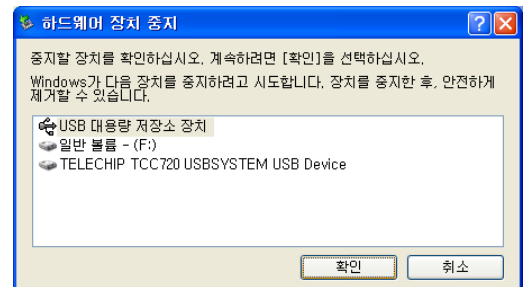 하드웨어 장치 중지
중지할 장치를 확인하십시오. 계속하려면 [확인]을 선택하십시오.
Windows가 다음 장치를 중지하려고 시도합니다. 장치를 중지한 후, 안전하게
제거할 수 있습니다.
USB 대용량 저장소 장치
일반 볼륨 - (F:)
TELECHIP TCC720 USBSYSTEM USB Device
확인 취소